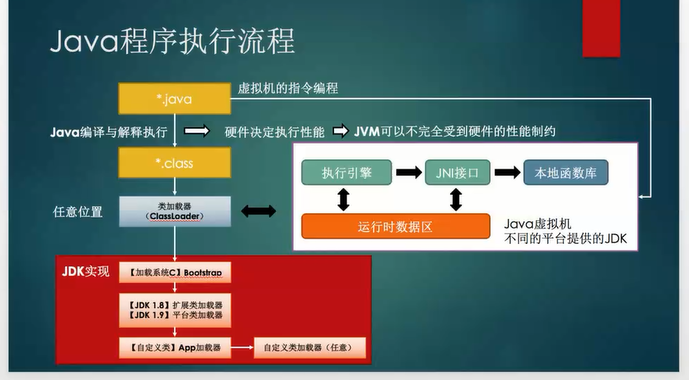 Java程序执行流程
虚拟机的指令编程
*.java
Java编译与解释执行
硬件决定执行性能
JVM可以不完全受到硬件的性能制约
*.class
执行引擎
JNI接口
本地函数库
任意位置
类加载器
（ClassLoader）
运行时数据区
Java虚拟机
不同的平台提供的JDK
JDK实现
【加载系统C】Bootstrap
【JDK 1.8】扩展类加载器
【JDK 1.9】平台类加载器
【自定义类】App加载器
自定义类加载器（任意）